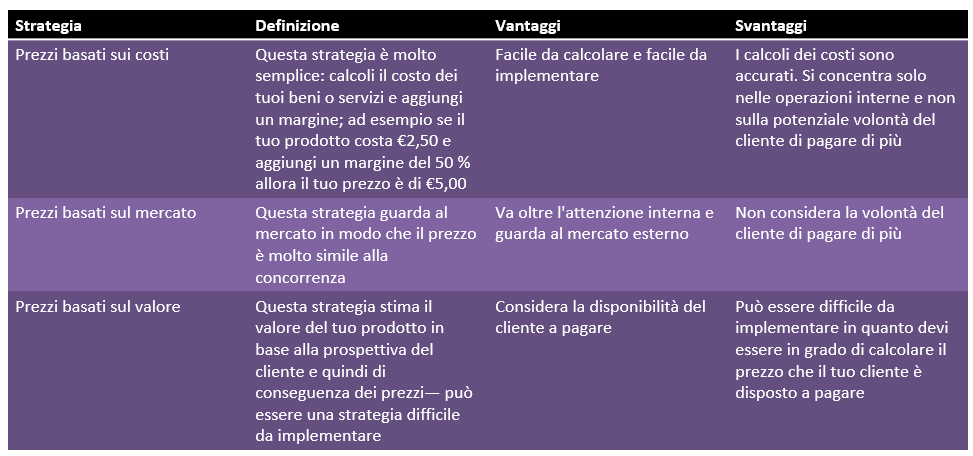 Strategia
Definizione
Vantaggi
Svantaggi
Prezzi basati sui costi
Questa strategia è molto
semplice: calcoli il costo dei
tuoi beni o servizi e aggiungi
un margine; ad esempio se il
tuo prodotto costa €2,50 e
aggiungi un margine del 50 %
allora il tuo prezzo è di €5,00
Facile da calcolare e facile da
implementare
I calcoli dei costi sono
accurati. Si concentra solo
nelle operazioni interne e non
sulla potenziale volontà del
cliente di pagare di più
Prezzi basati sul mercato
Questa strategia guarda al
mercato in modo che il prezzo
è molto simile alla
concorrenza
Va oltre l'attenzione interna e
guarda al mercato esterno
Non considera la volontà del
cliente di pagare di più
Prezzi basati sul valore
Questa strategia stima il
valore del tuo prodotto in
base alla prospettiva del
cliente e quindi di
conseguenza dei prezzi— può
essere una strategia difficile
da implementare
Considera la disponibilità del
cliente a pagare
Può essere difficile da
implementare in quanto devi
essere in grado di calcolare il
prezzo che il tuo cliente è
disposto a pagare